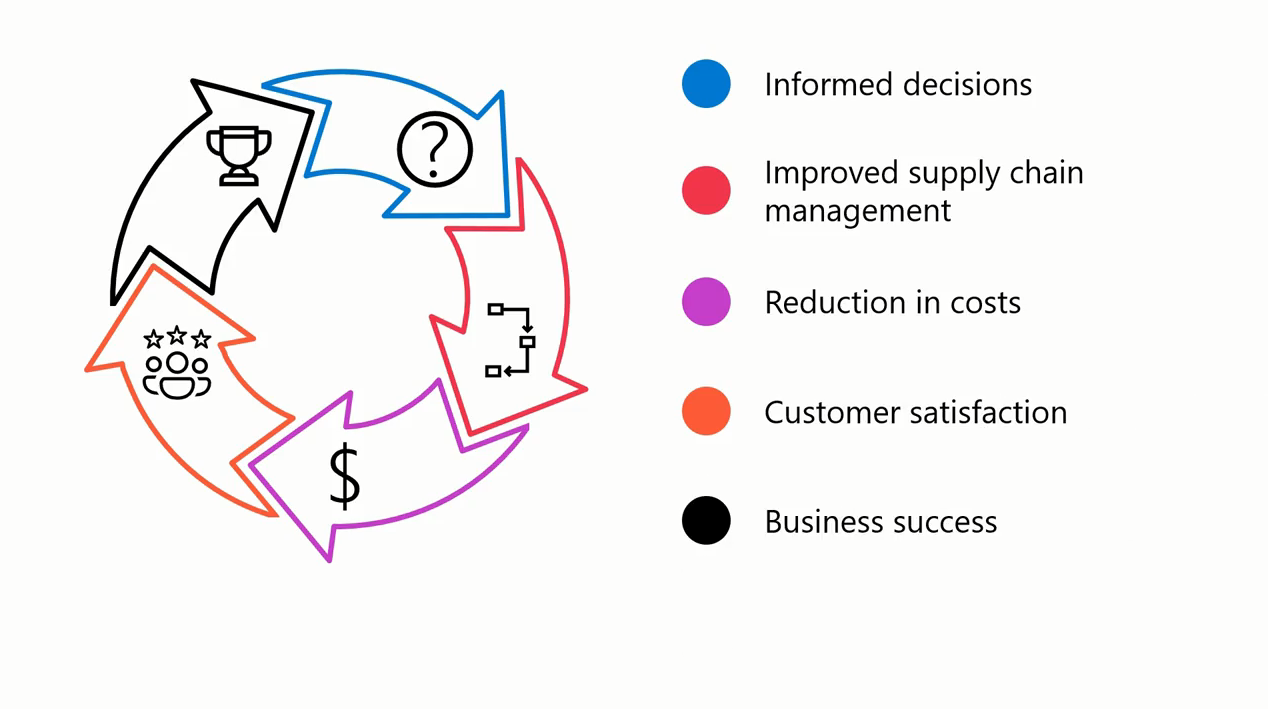 ?
Informed decisions
Improved supply chain
management
Reduction in costs
$
Customer satisfaction
Business success